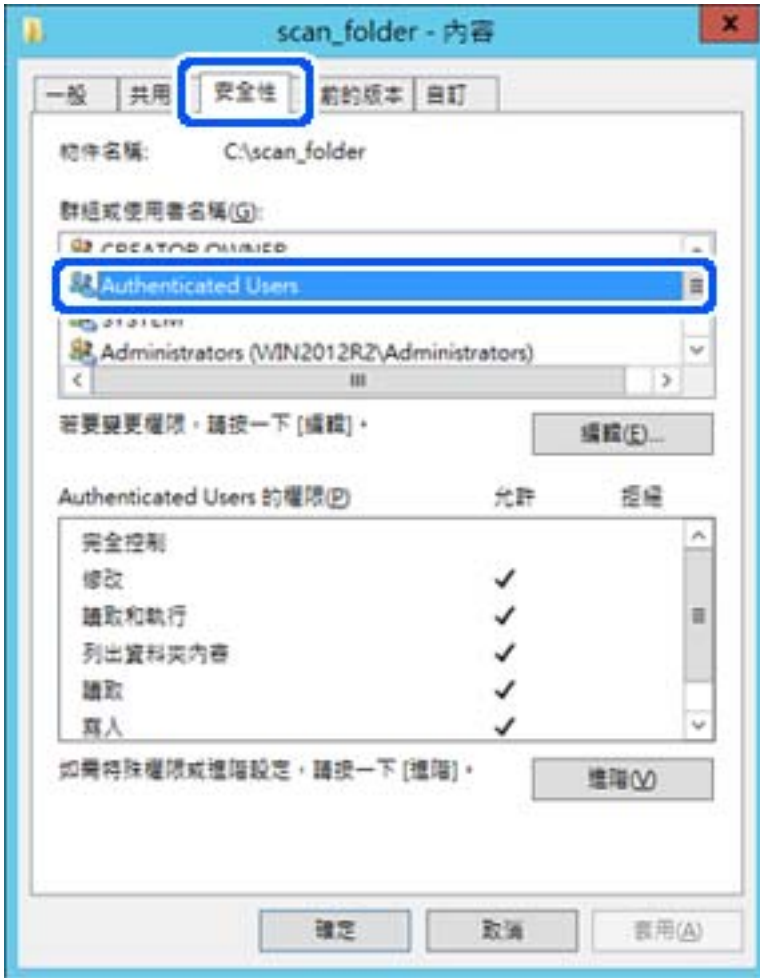 scan_folder - 內容
一般 共用 安全性 前的版本 自訂
物件名稱: C:\scan_folder
群組或使用者名稱(G):
CREATOR OWNER
Authenticated Users
SYSTEM
Administrators (WIN2012R2\Administrators)
若要變更權限，請按一下 [編輯]。 編輯(E)...
Authenticated Users 的權限(P) 允許 拒絕
完全控制
修改
讀取和執行
列出資料夾內容
讀取
寫入
如需特殊權限或進階設定，請按一下 [進階]。 進階(V)
確定 取消 套用(A)